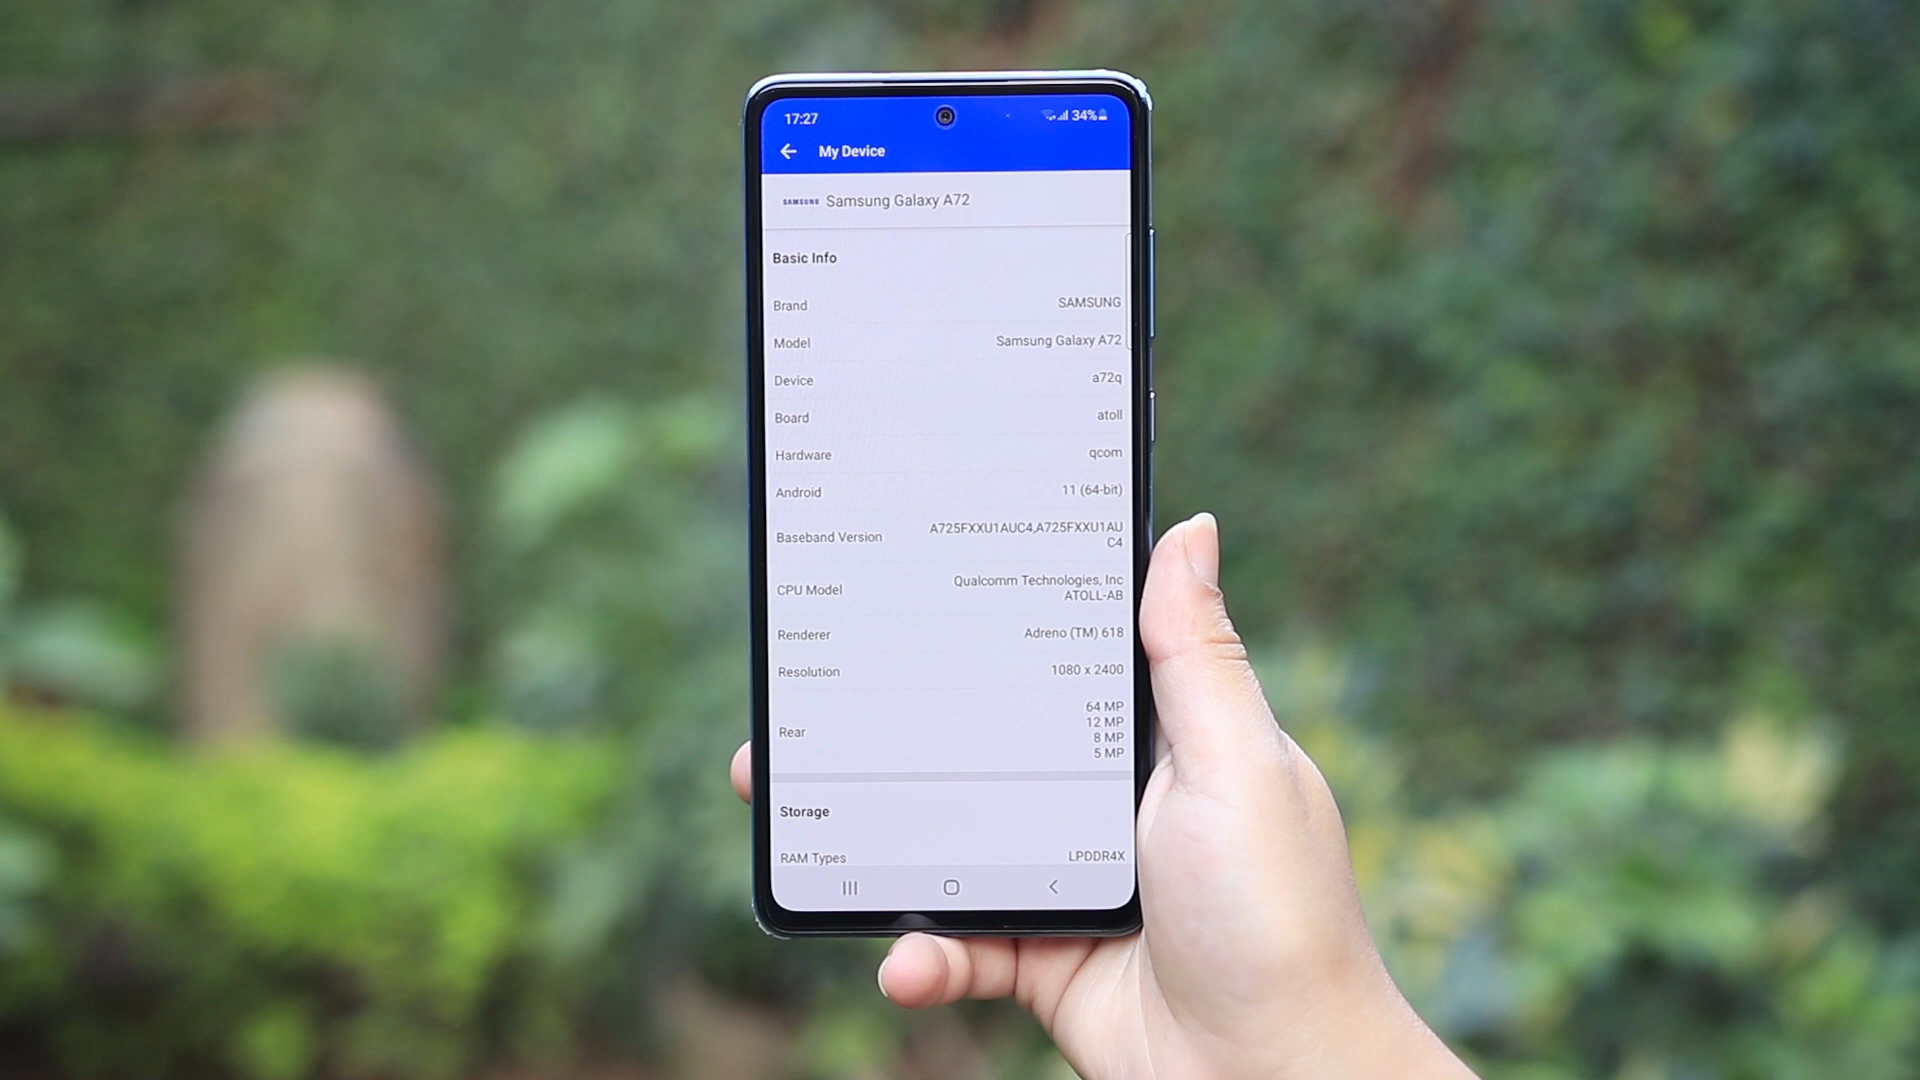 17:27 34%
My Device
SAMSUNG Samsung Galaxy A72
Basic Info
Brand SAMSUNG
Model Samsung Galaxy A72
Device a72q
Board atoll
Hardware qcom
Android 11 (64-bit)
Baseband Version A725FXXU1AUC4,A725FXXU1AU
C4
CPU Model Qualcomm Technologies, Inc
ATOLL-AB
Renderer Adreno (TM) 618
Resolution 1080 x 2400
Rear 64 MP
12 MP
8 MP
5 MP
Storage
RAM Types LPDDR4X